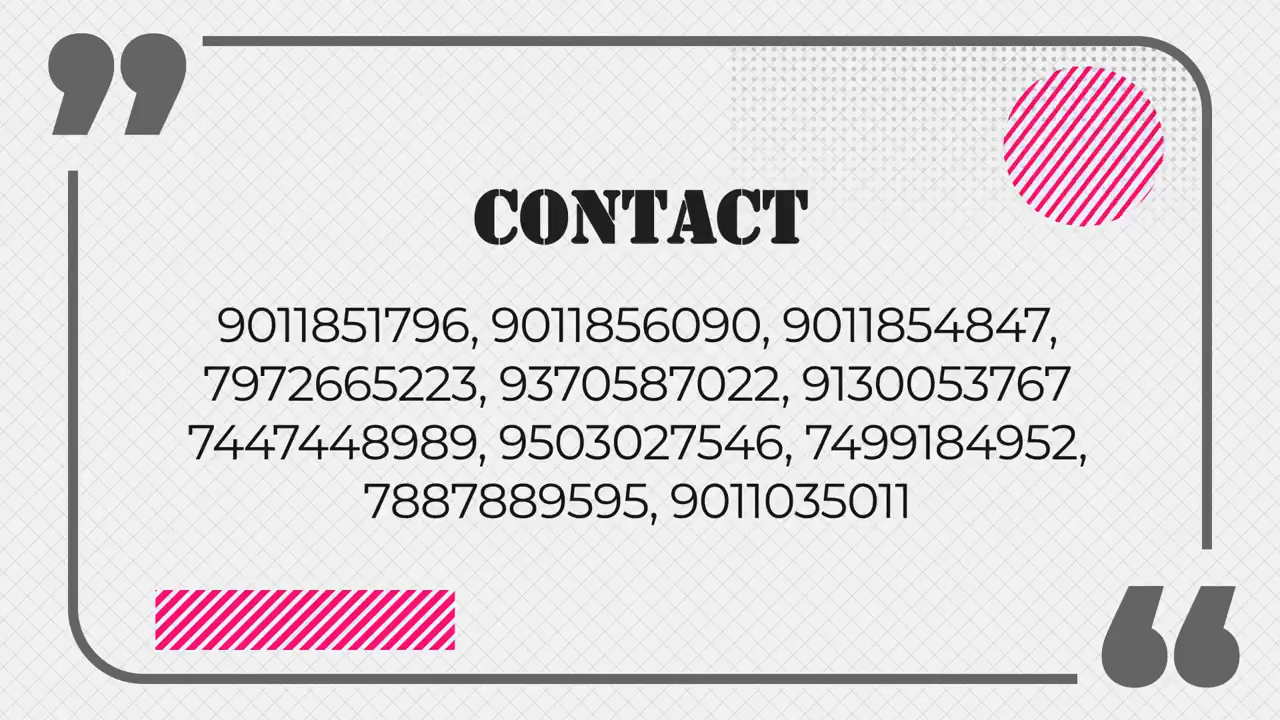 CONTACT
9011851796, 9011856090, 9011854847,
7972665223, 9370587022, 9130053767
7447448989, 9503027546, 7499184952,
7887889595, 9011035011